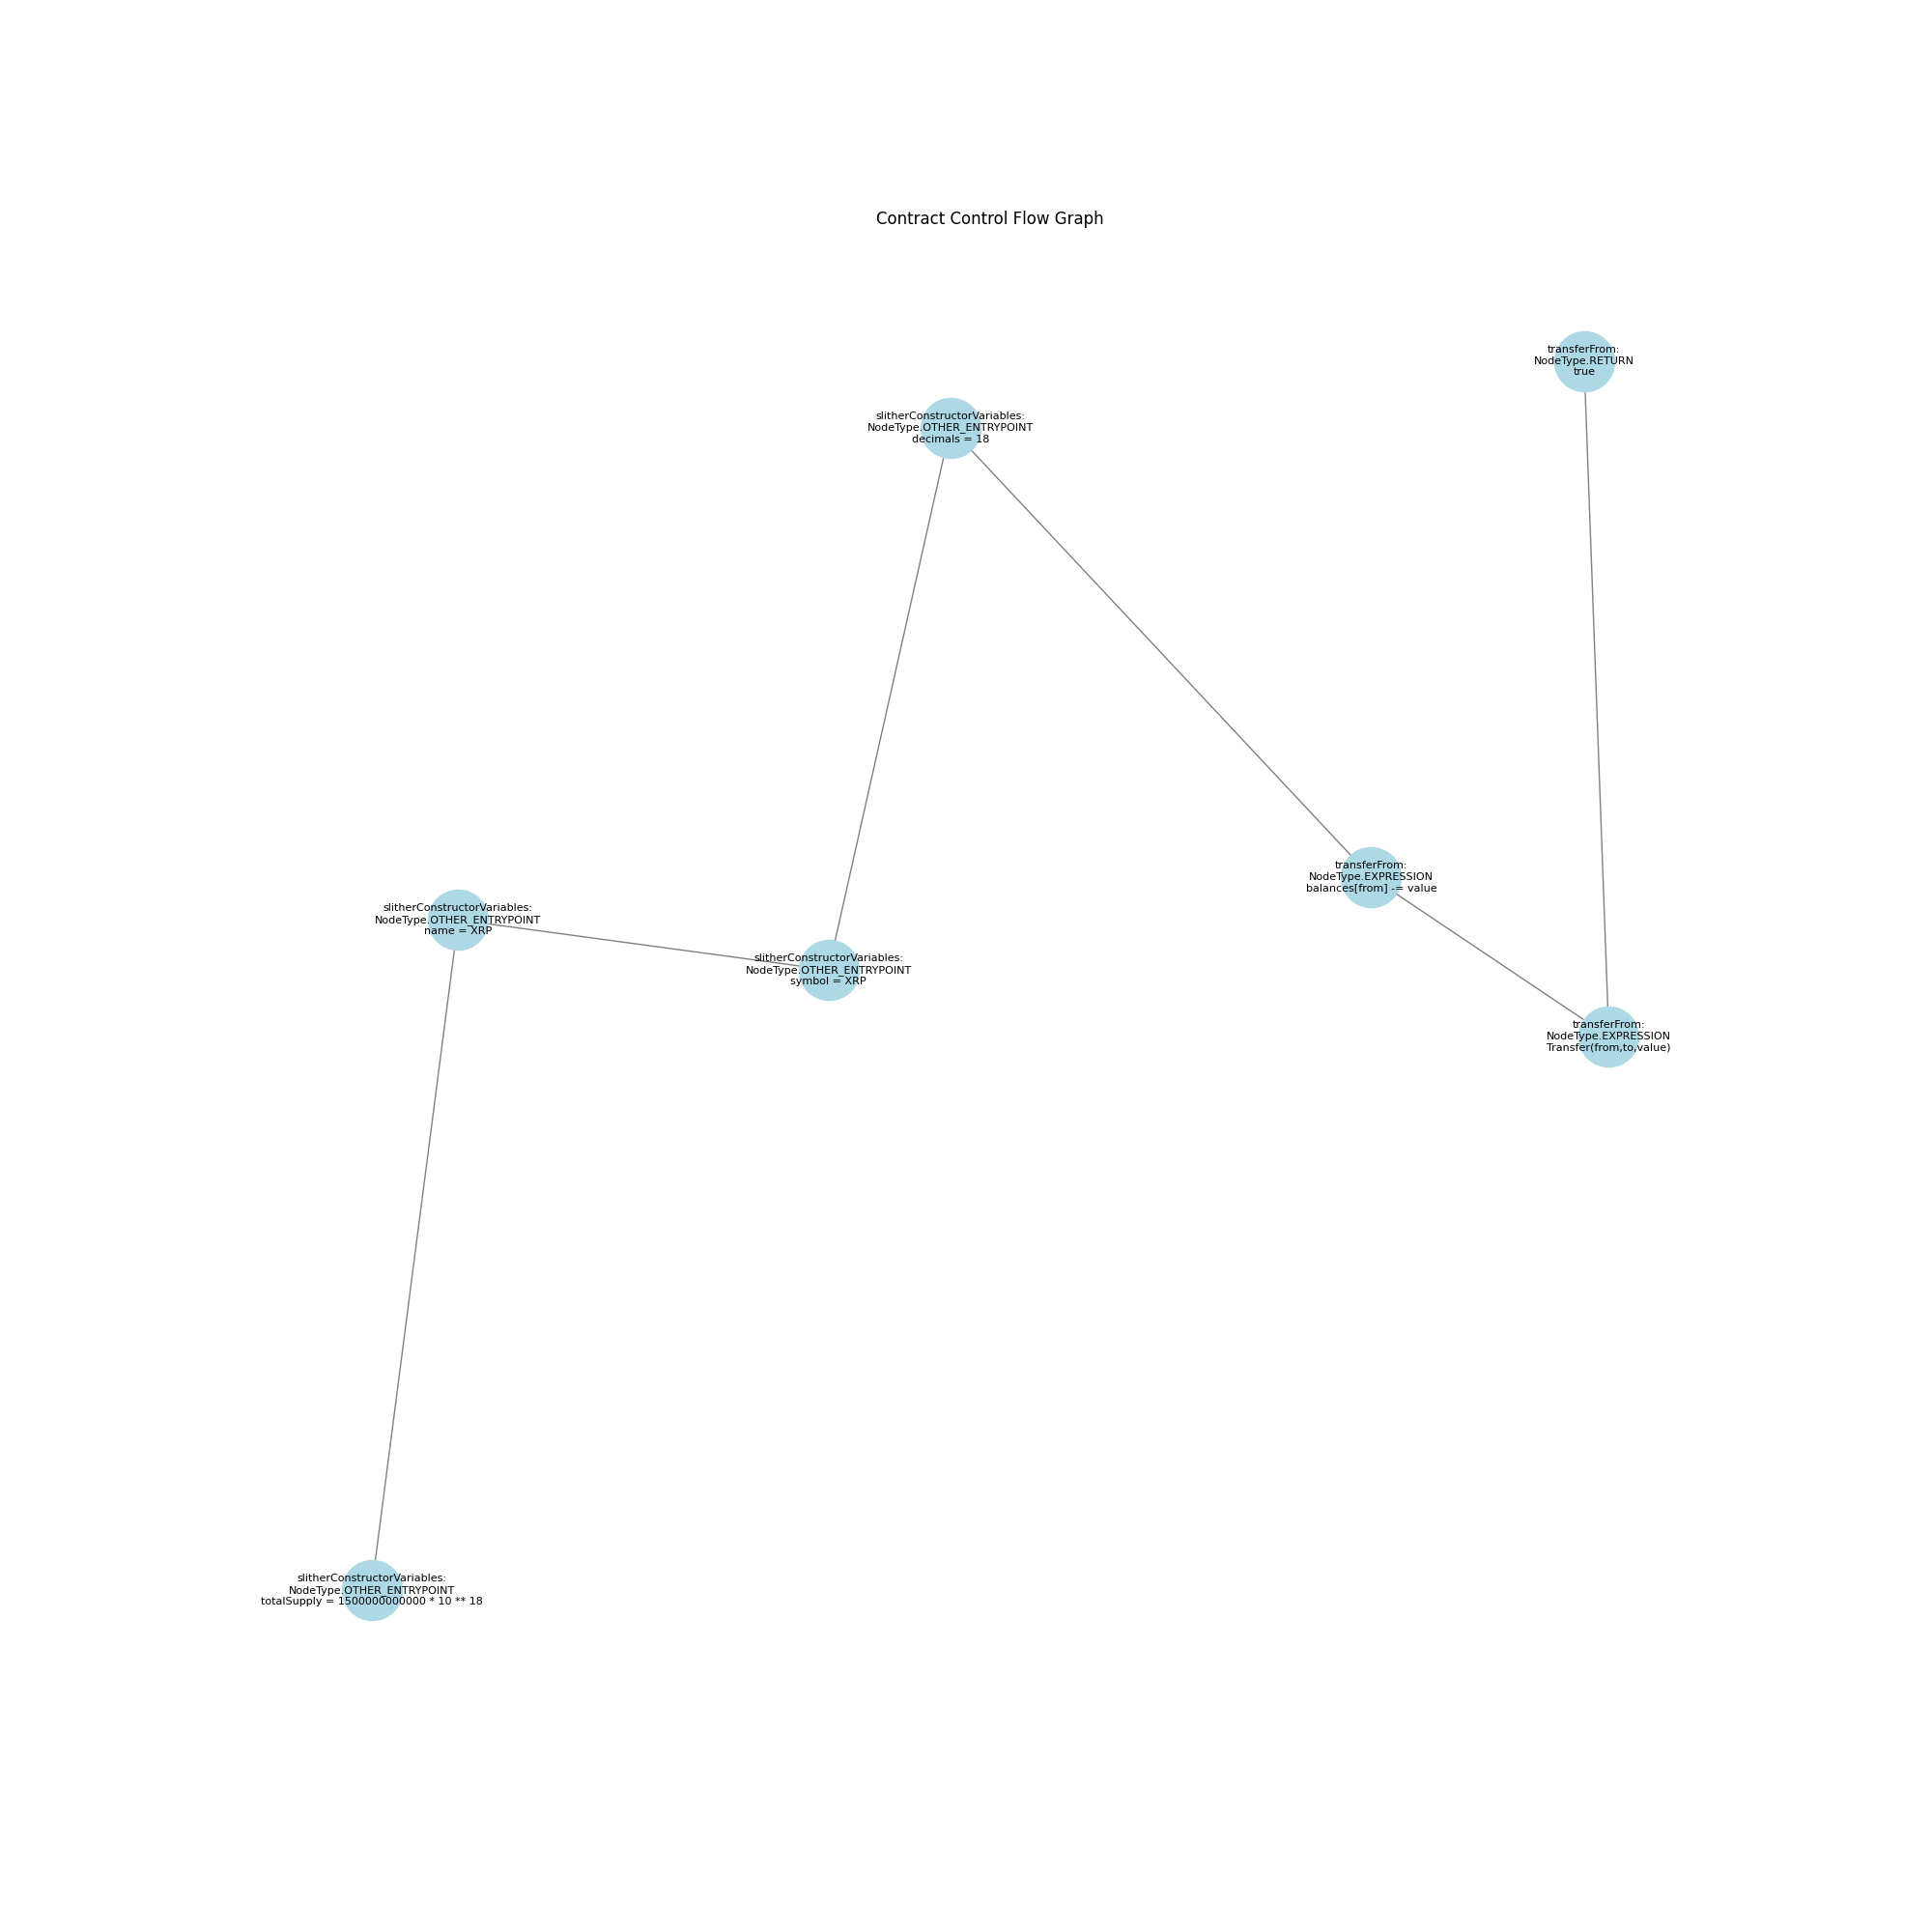 Contract Control Flow Graph
transferFrom:
NodeType.RETURN
true
slitherConstructorVariables:
NodeType.OTHER_ENTRYPOINT
decimals = 18
transferFrom:
NodeType.EXPRESSION
balances[from] -= value
slitherConstructorVariables:
NodeType.OTHER_ENTRYPOINT
name = XRP
slitherConstructorVariables:
NodeType.OTHER_ENTRYPOINT
symbol = XRP
transferFrom:
NodeType.EXPRESSION
Transfer(from,to,value)
slitherConstructorVariables:
NodeType.OTHER_ENTRYPOINT
totalSupply = 1500000000000 * 10 ** 18